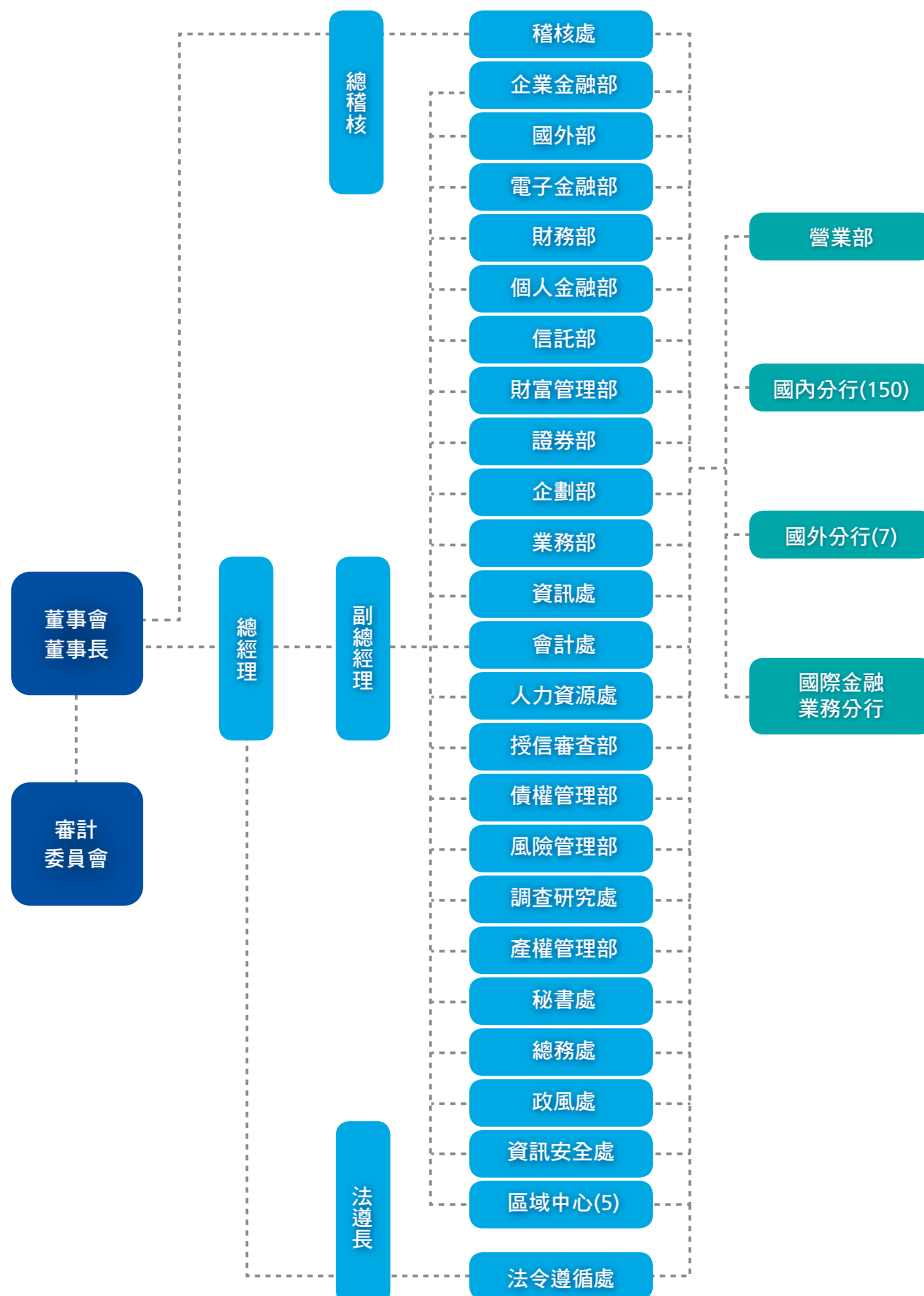 董事會
董事長
審計
委員會
總經理
副總經理
總稽核
法遵長
稽核處
企業金融部
國外部
電子金融部
財務部
個人金融部
信託部
財富管理部
證券部
企劃部
業務部
資訊處
會計處
人力資源處
授信審查部
債權管理部
風險管理部
調查研究處
產權管理部
秘書處
總務處
政風處
資訊安全處
區域中心(5)
法令遵循處
營業部
國內分行(150)
國外分行(7)
國際金融
業務分行